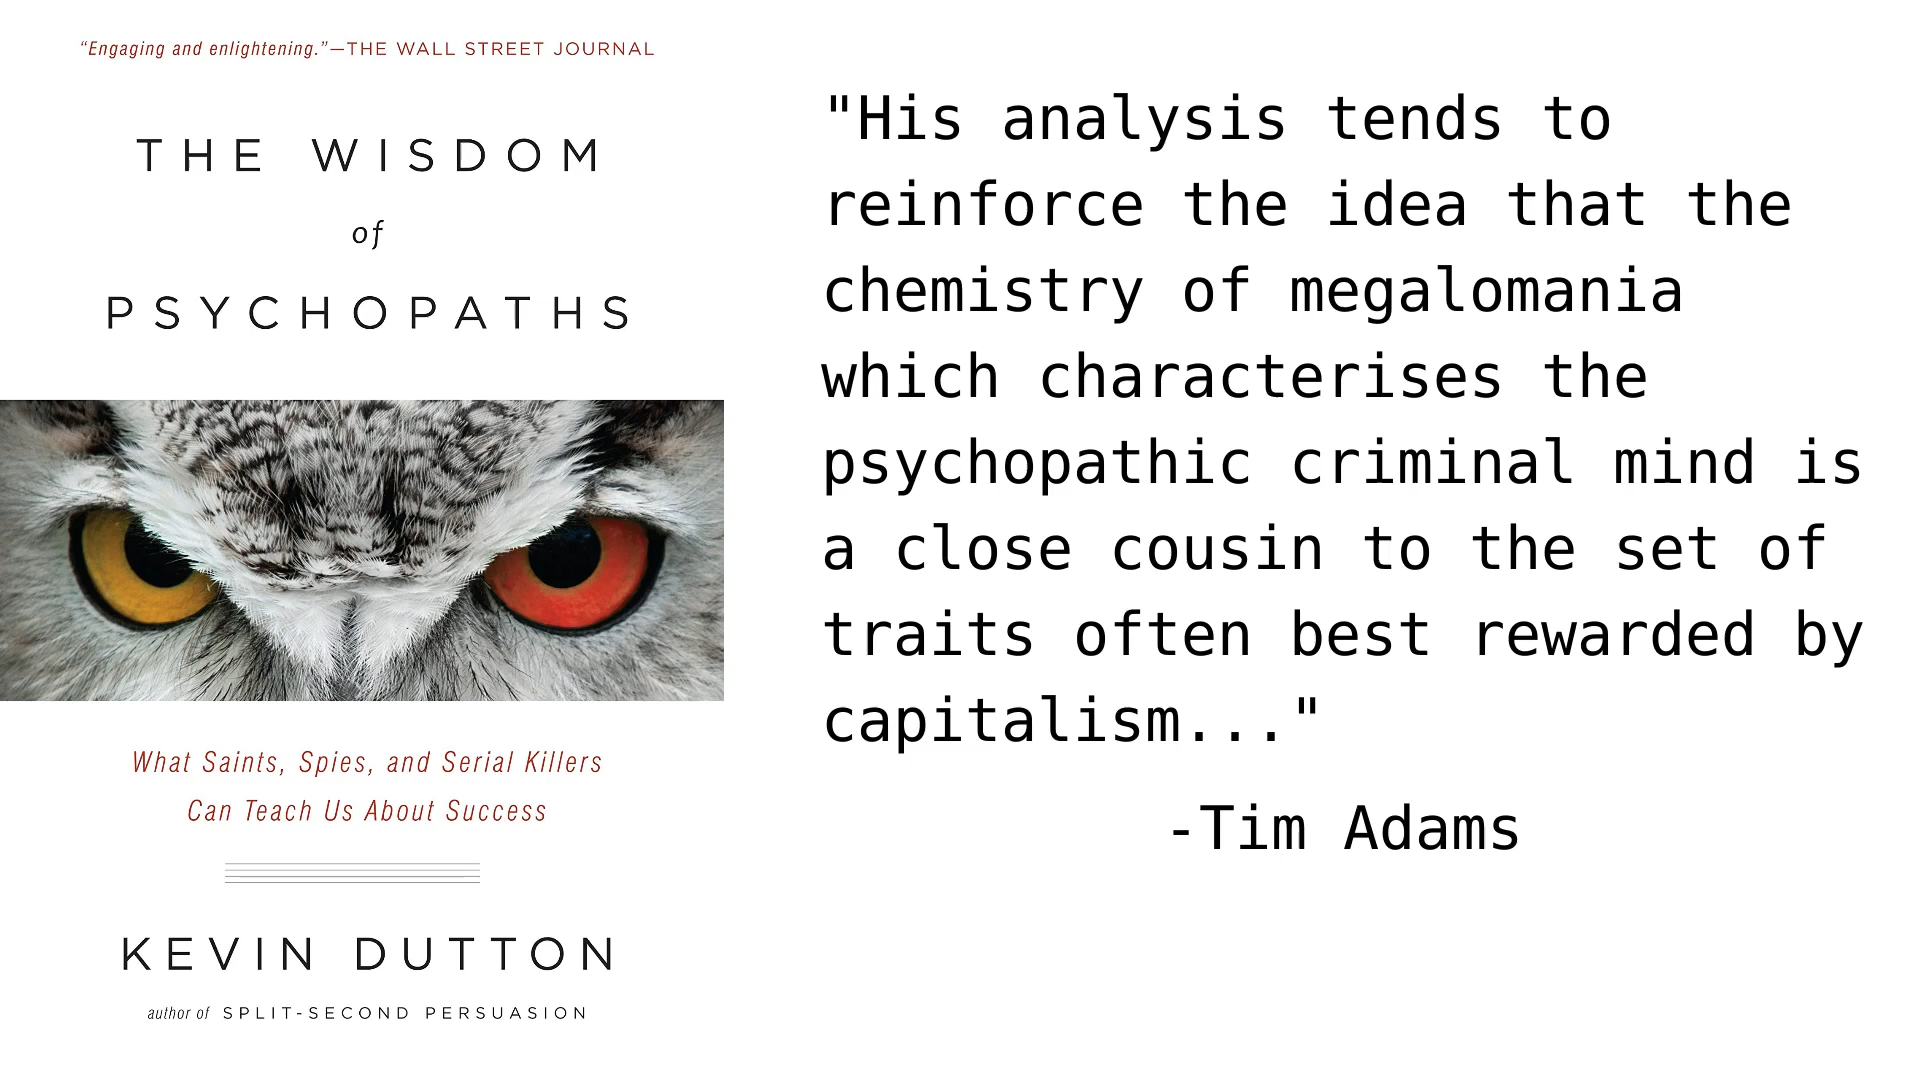 “Engaging and enlightening.”—THE WALL STREET JOURNAL
THE WISDOM
of
PSYCHOPATHS
What Saints, Spies, and Serial Killers
Can Teach Us About Success
KEVIN DUTTON
author of SPLIT-SECOND PERSUASION
"His analysis tends to
reinforce the idea that the
chemistry of megalomania
which characterises the
psychopathic criminal mind is
a close cousin to the set of
traits often best rewarded by
capitalism..."
-Tim Adams